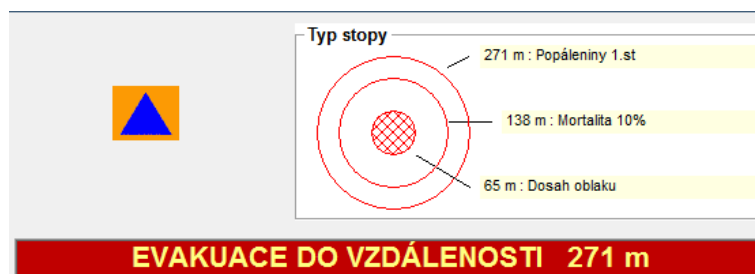 Typ stopy
271 m : Popáleniny 1.st
138 m : Mortalita 10%
65 m : Dosah oblaku
EVAKUACE DO VZDÁLENOSTI 271 m